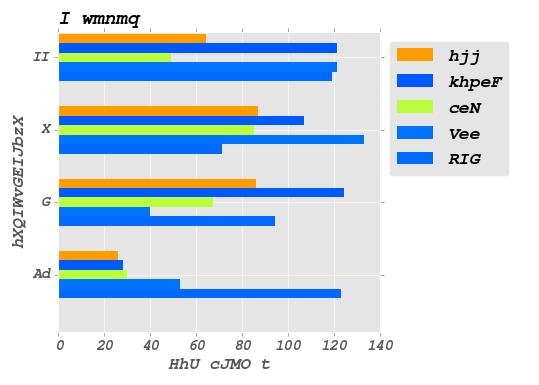 I wmnmq
II
X
G
Ad
hXQIWvGEIJbzX
0 20 40 60 80 100 120 140
HhU cJMO t
hjj
khpeF
ceN
Vee
RIG